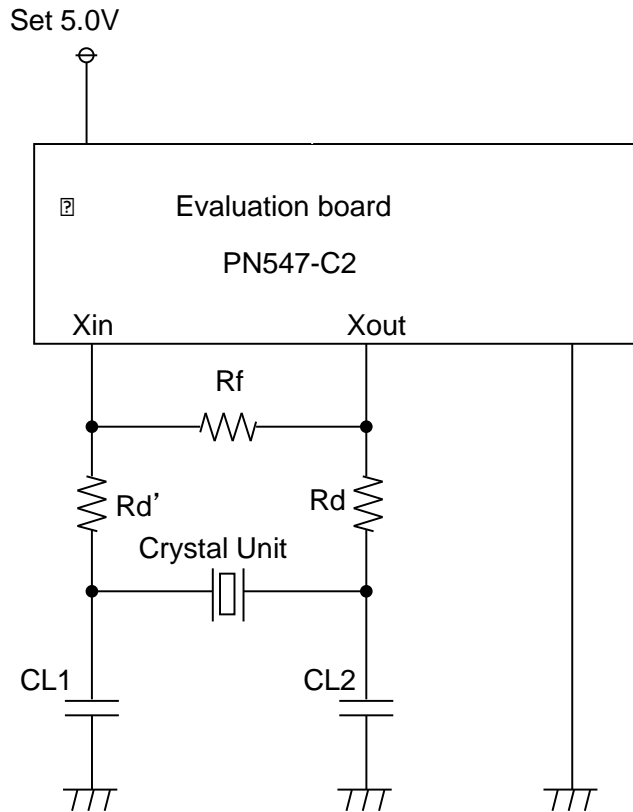 Set 5.0V
Evaluation board
PN547-C2
Xin Xout
Rf
Rd’ Rd
Crystal Unit
CL1 CL2